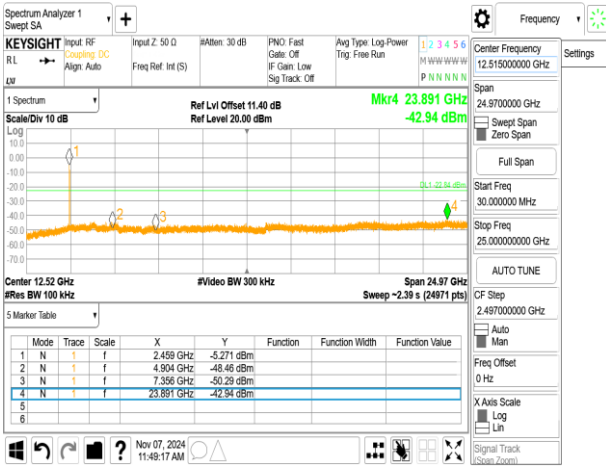 Spectrum Analyzer 1
Swept SA
+
Frequency
Settings
KEYSIGHT
RL
Input: RF
Coupling: DC
Align: Auto
Input Z: 50 Ω
Freq Ref: Int (S)
#Atten: 30 dB
PNO: Fast
Gate: Off
IF Gain: Low
Sig Track: Off
Avg Type: Log-Power
Trig: Free Run
1 2 3 4 5 6
M W W W W W
P N N N N N
1 Spectrum
Scale/Div 10 dB
Ref Lvl Offset 11.40 dB
Ref Level 20.00 dBm
Mkr4 23.891 GHz
-42.94 dBm
Log
10.0
0.00
-10.0
-20.0
-30.0
-40.0
-50.0
-60.0
-70.0
1
2
3
4
DL1 -22.54 dBm
Center 12.52 GHz
#Res BW 100 kHz
#Video BW 300 kHz
Span 24.97 GHz
Sweep ~2.39 s (24971 pts)
5 Marker Table
Mode Trace Scale X Y Function Function Width Function Value
1 N 1 f 2.459 GHz -5.271 dBm
2 N 1 f 4.904 GHz -48.46 dBm
3 N 1 f 7.356 GHz -50.29 dBm
4 N 1 f 23.891 GHz -42.94 dBm
5
6
Nov 07, 2024
11:49:17 AM
?
Center Frequency
12.515000000 GHz
Span
24.9700000 GHz
Swept Span
Zero Span
Full Span
Start Freq
30.000000 MHz
Stop Freq
25.000000000 GHz
AUTO TUNE
CF Step
2.497000000 GHz
Auto
Man
Freq Offset
0 Hz
X Axis Scale
Log
Lin
Signal Track
(Span Zoom)